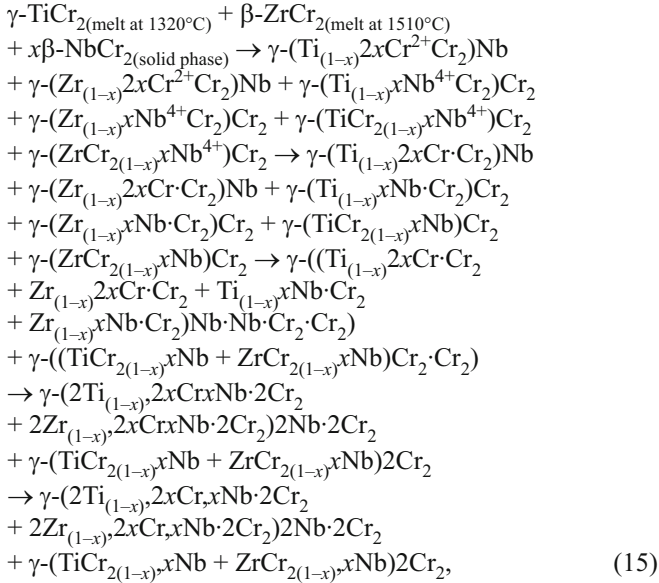 γ-TiCr₂(melt at 1320°C) + β-ZrCr₂(melt at 1510°C)
+ xβ-NbCr₂(solid phase) → γ-(Ti₍₁₋ₓ₎2xCr²⁺Cr₂)Nb
+ γ-(Zr₍₁₋ₓ₎2xCr²⁺Cr₂)Nb + γ-(Ti₍₁₋ₓ₎xNb⁴⁺Cr₂)Cr₂
+ γ-(Zr₍₁₋ₓ₎xNb⁴⁺Cr₂)Cr₂ + γ-(TiCr₂₍₁₋ₓ₎xNb⁴⁺)Cr₂
+ γ-(ZrCr₂₍₁₋ₓ₎xNb⁴⁺)Cr₂ → γ-(Ti₍₁₋ₓ₎2xCr·Cr₂)Nb
+ γ-(Zr₍₁₋ₓ₎2xCr·Cr₂)Nb + γ-(Ti₍₁₋ₓ₎xNb·Cr₂)Cr₂
+ γ-(Zr₍₁₋ₓ₎xNb·Cr₂)Cr₂ + γ-(TiCr₂₍₁₋ₓ₎xNb)Cr₂
+ γ-(ZrCr₂₍₁₋ₓ₎xNb)Cr₂ → γ-((Ti₍₁₋ₓ₎2xCr·Cr₂
+ Zr₍₁₋ₓ₎2xCr·Cr₂ + Ti₍₁₋ₓ₎xNb·Cr₂
+ Zr₍₁₋ₓ₎xNb·Cr₂)Nb·Nb·Cr₂·Cr₂)
+ γ-((TiCr₂₍₁₋ₓ₎xNb + ZrCr₂₍₁₋ₓ₎xNb)Cr₂·Cr₂)
→ γ-(2Ti₍₁₋ₓ₎,2xCrxNb·2Cr₂
+ 2Zr₍₁₋ₓ₎,2xCrxNb·2Cr₂)2Nb·2Cr₂
+ γ-(TiCr₂₍₁₋ₓ₎xNb + ZrCr₂₍₁₋ₓ₎xNb)2Cr₂
→ γ-(2Ti₍₁₋ₓ₎,2xCr,xNb·2Cr₂
+ 2Zr₍₁₋ₓ₎,2xCr,xNb·2Cr₂)2Nb·2Cr₂
+ γ-(TiCr₂₍₁₋ₓ₎,xNb + ZrCr₂₍₁₋ₓ₎,xNb)2Cr₂, (15)